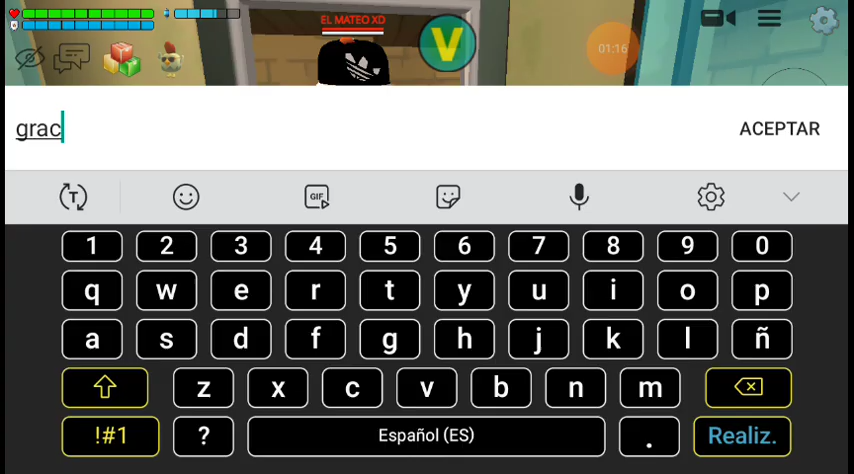 EL MATEO XD
V
01:16
grac
ACEPTAR
T
GIF
1 2 3 4 5 6 7 8 9 0
q w e r t y u i o p
a s d f g h j k l ñ
z x c v b n m
!#1 ? Español (ES) . Realiz.